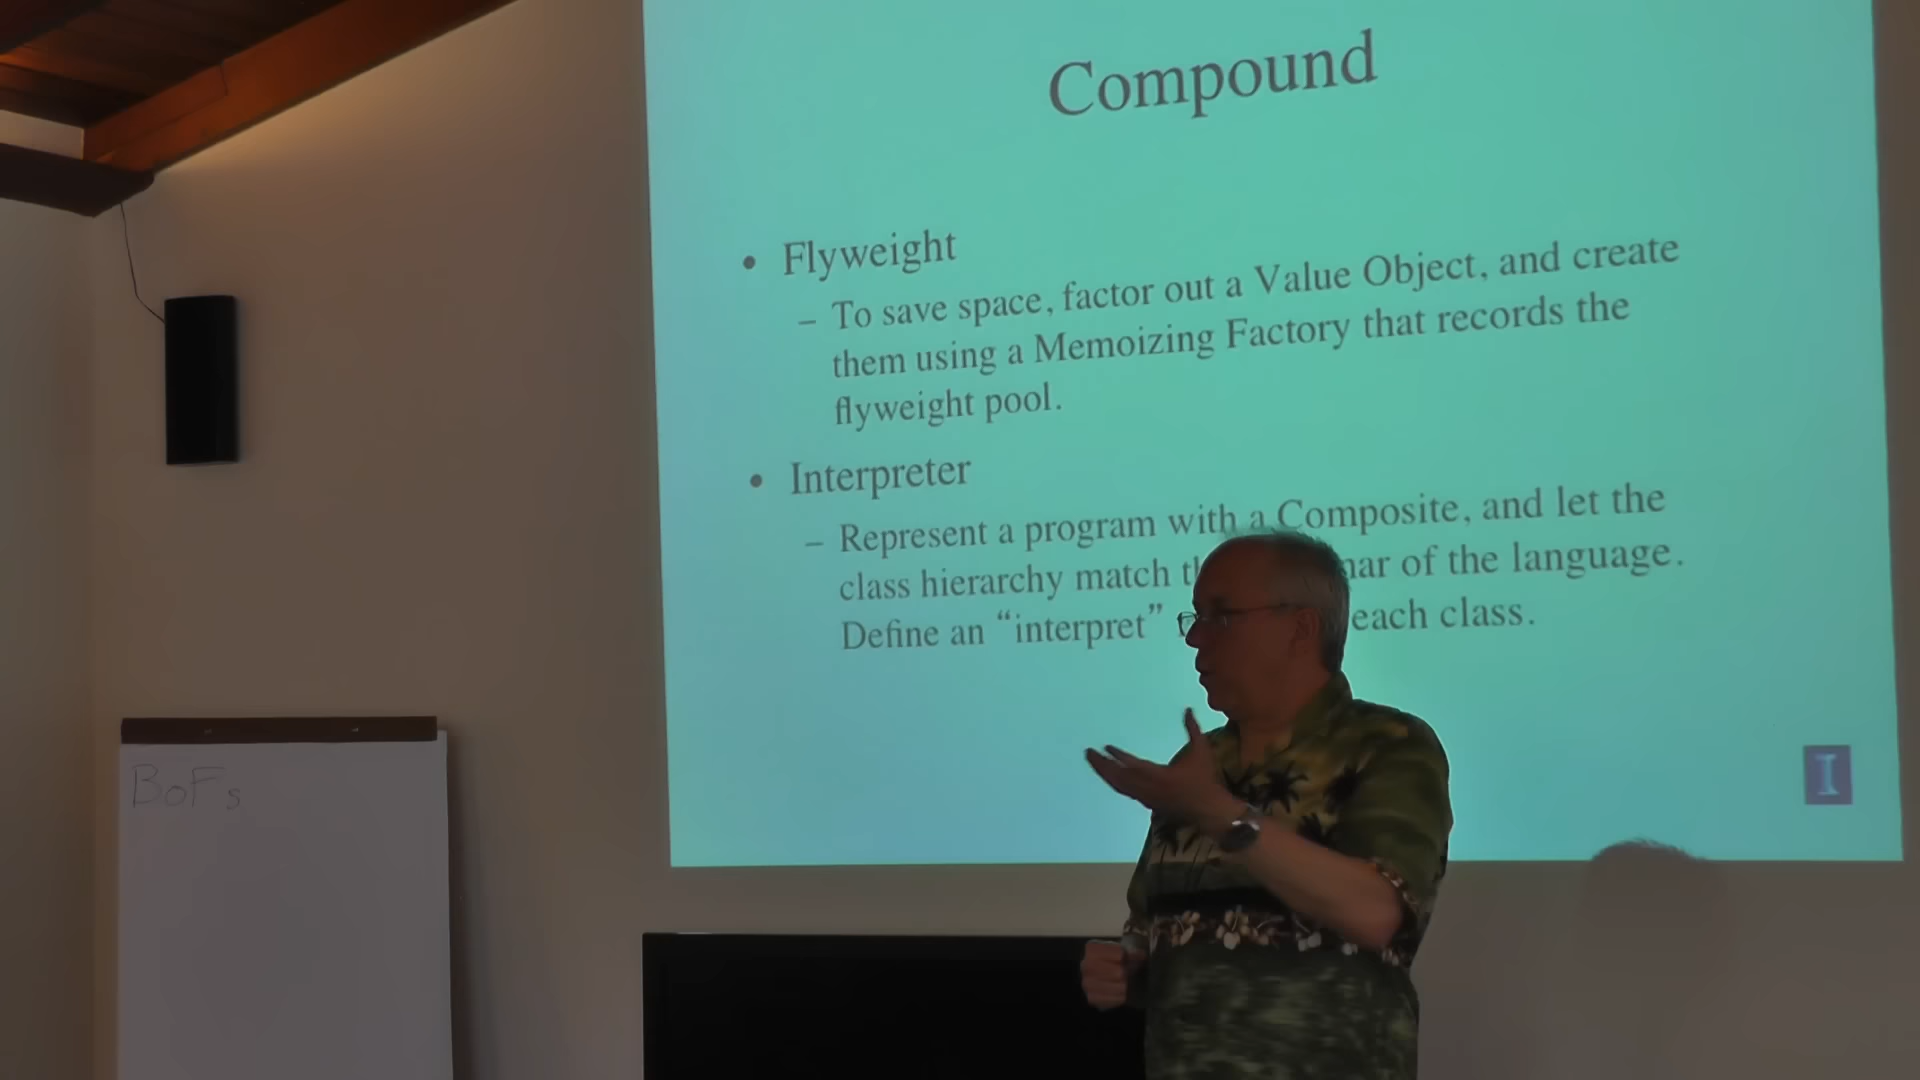 Compound
• Flyweight
– To save space, factor out a Value Object, and create
them using a Memoizing Factory that records the
flyweight pool.
• Interpreter
– Represent a program with a Composite, and let the
class hierarchy match of the language.
Define an “interpret” each class.
I
BoFs